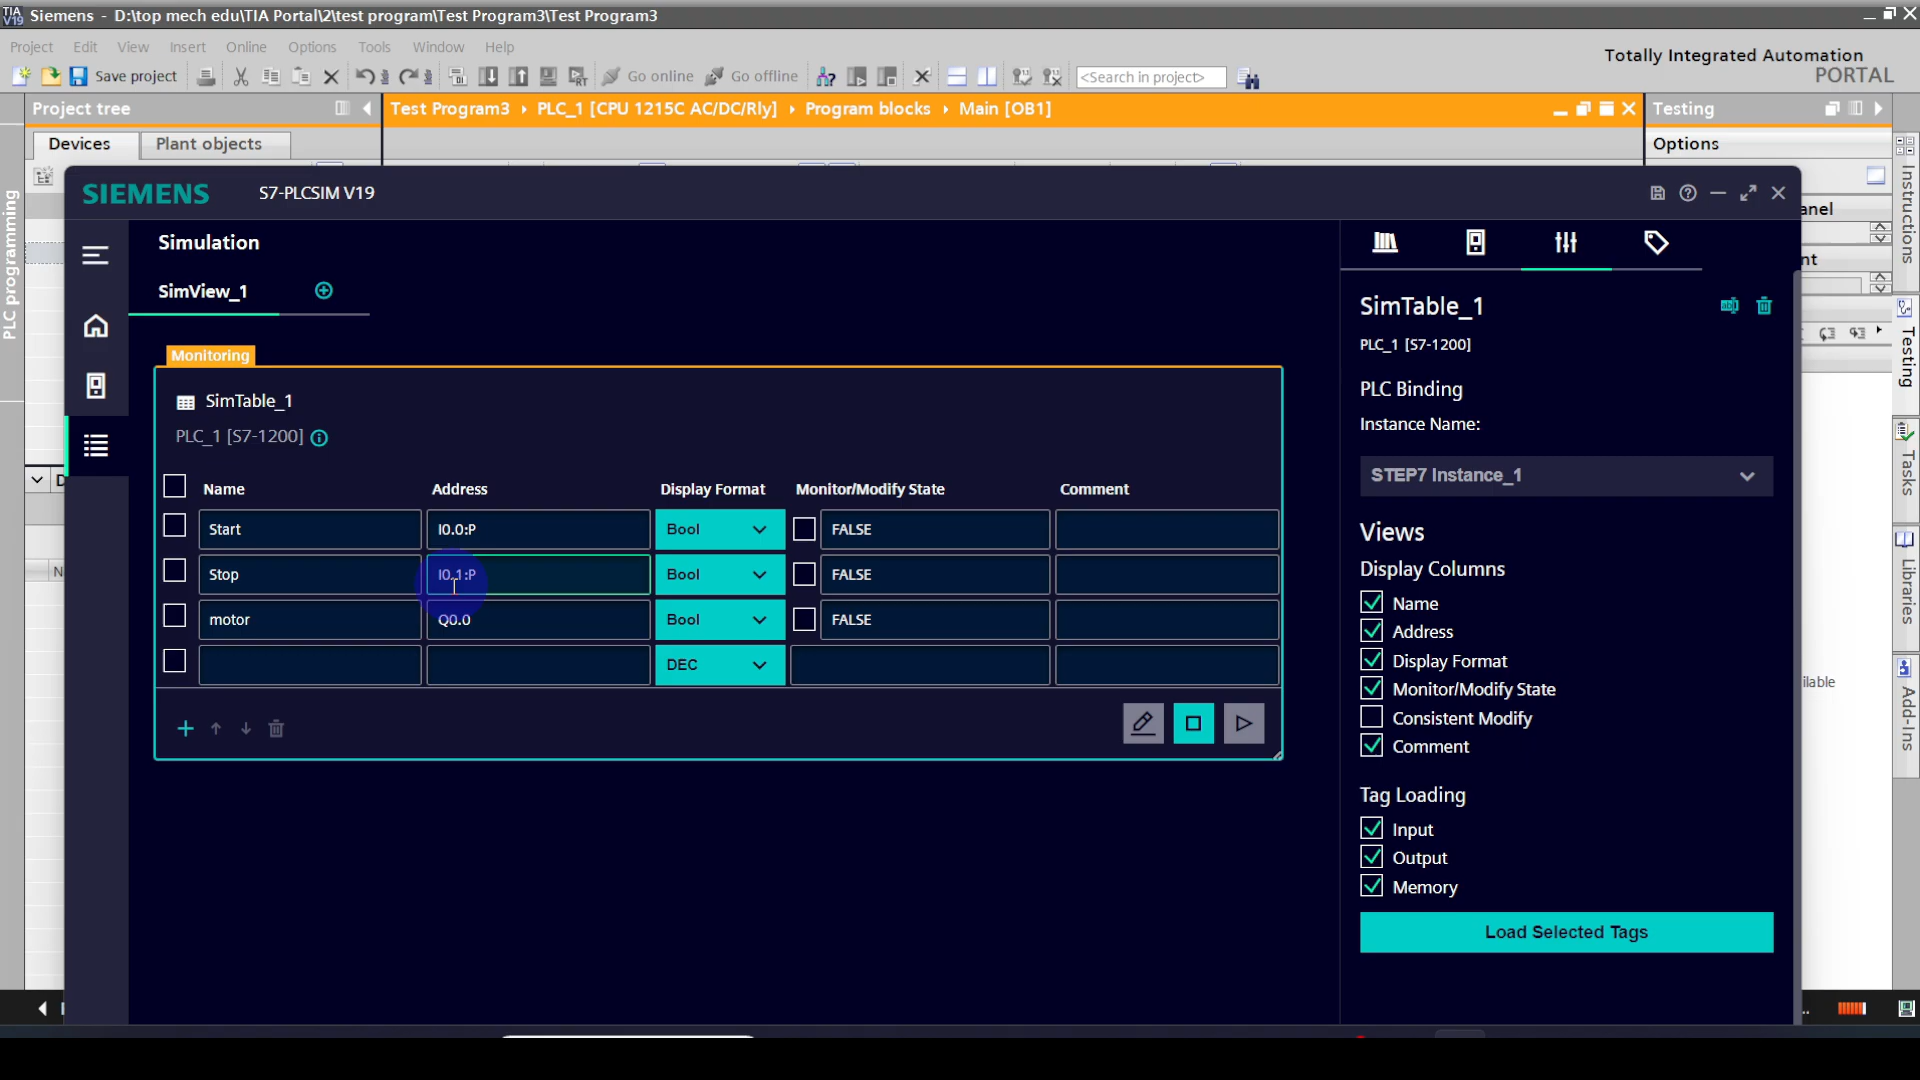 TIA V19 Siemens - D:\top mech edu\TIA Portal\2\test program\Test Program3\Test Program3
Project Edit View Insert Online Options Tools Window Help
Totally Integrated Automation
PORTAL
Save project Go online Go offline <Search in project>
Project tree
Test Program3 PLC_1 [CPU 1215C AC/DC/Rly] Program blocks Main [OB1]
Testing
Devices Plant objects
Options
PLC programming
SIEMENS S7-PLCSIM V19
anel
nt
Simulation
SimView_1
Monitoring
SimTable_1
PLC_1 [S7-1200]
Name Address Display Format Monitor/Modify State Comment
Start I0.0:P Bool FALSE
Stop I0.1:P Bool FALSE
motor Q0.0 Bool FALSE
DEC
SimTable_1
PLC_1 [S7-1200]
PLC Binding
Instance Name:
STEP7 Instance_1
Views
Display Columns
Name
Address
Display Format
Monitor/Modify State
Consistent Modify
Comment
Tag Loading
Input
Output
Memory
Load Selected Tags
ilable
Instructions
Testing
Tasks
Libraries
Add-Ins